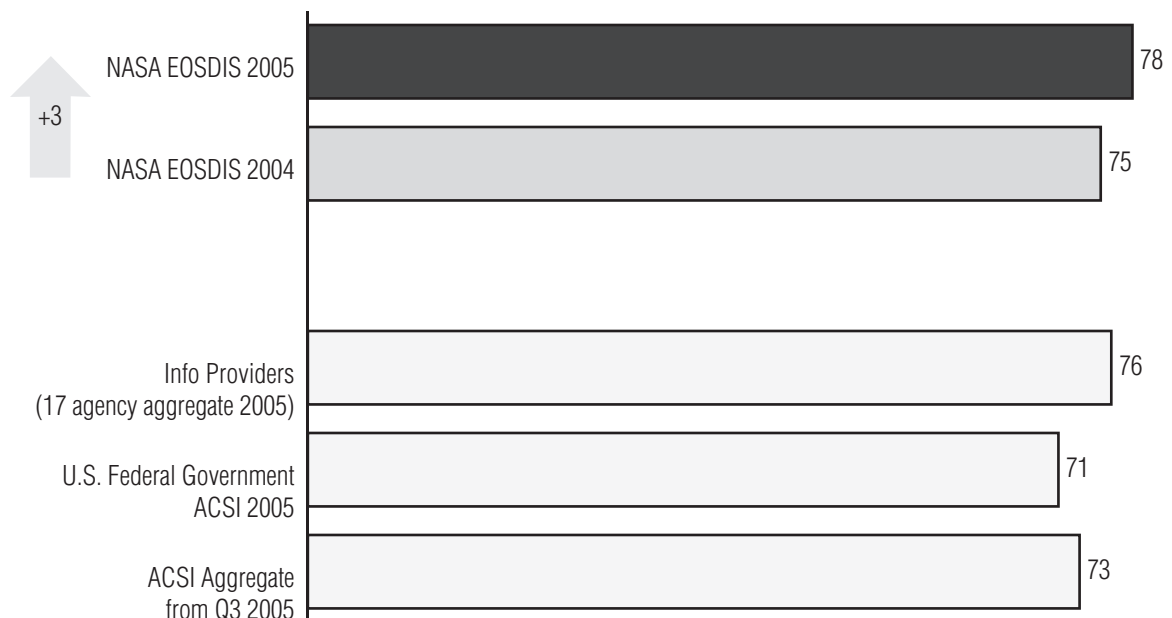 NASA EOSDIS 2005
78
+3
NASA EOSDIS 2004
75
Info Providers
(17 agency aggregate 2005)
76
U.S. Federal Government
ACSI 2005
71
ACSI Aggregate
from Q3 2005
73